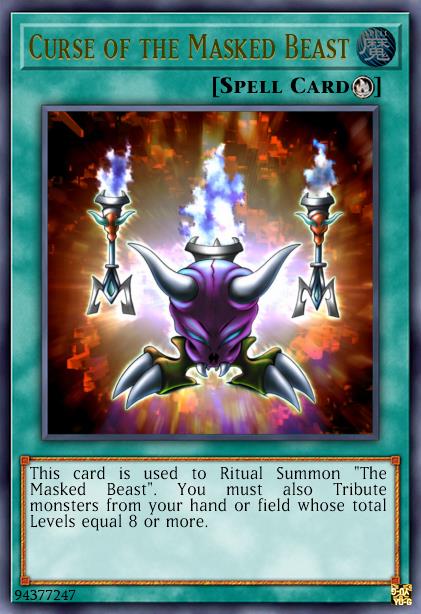 CURSE OF THE MASKED BEAST
魔
[SPELL CARD]
This card is used to Ritual Summon "The
Masked Beast". You must also Tribute
monsters from your hand or field whose total
Levels equal 8 or more.
94377247